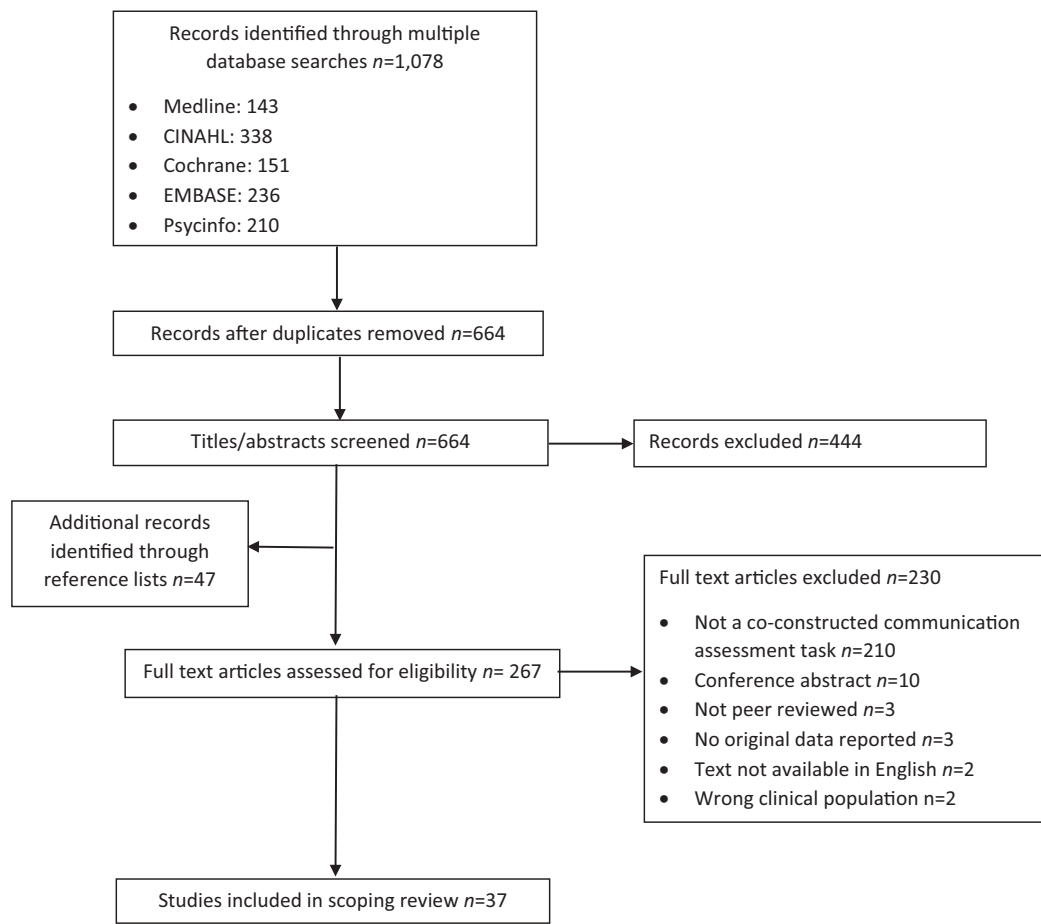 Records identified through multiple
database searches n=1,078
• Medline: 143
• CINAHL: 338
• Cochrane: 151
• EMBASE: 236
• Psycinfo: 210
Records after duplicates removed n=664
Titles/abstracts screened n=664
Records excluded n=444
Additional records
identified through
reference lists n=47
Full text articles assessed for eligibility n= 267
Full text articles excluded n=230
• Not a co-constructed communication
assessment task n=210
• Conference abstract n=10
• Not peer reviewed n=3
• No original data reported n=3
• Text not available in English n=2
• Wrong clinical population n=2
Studies included in scoping review n=37